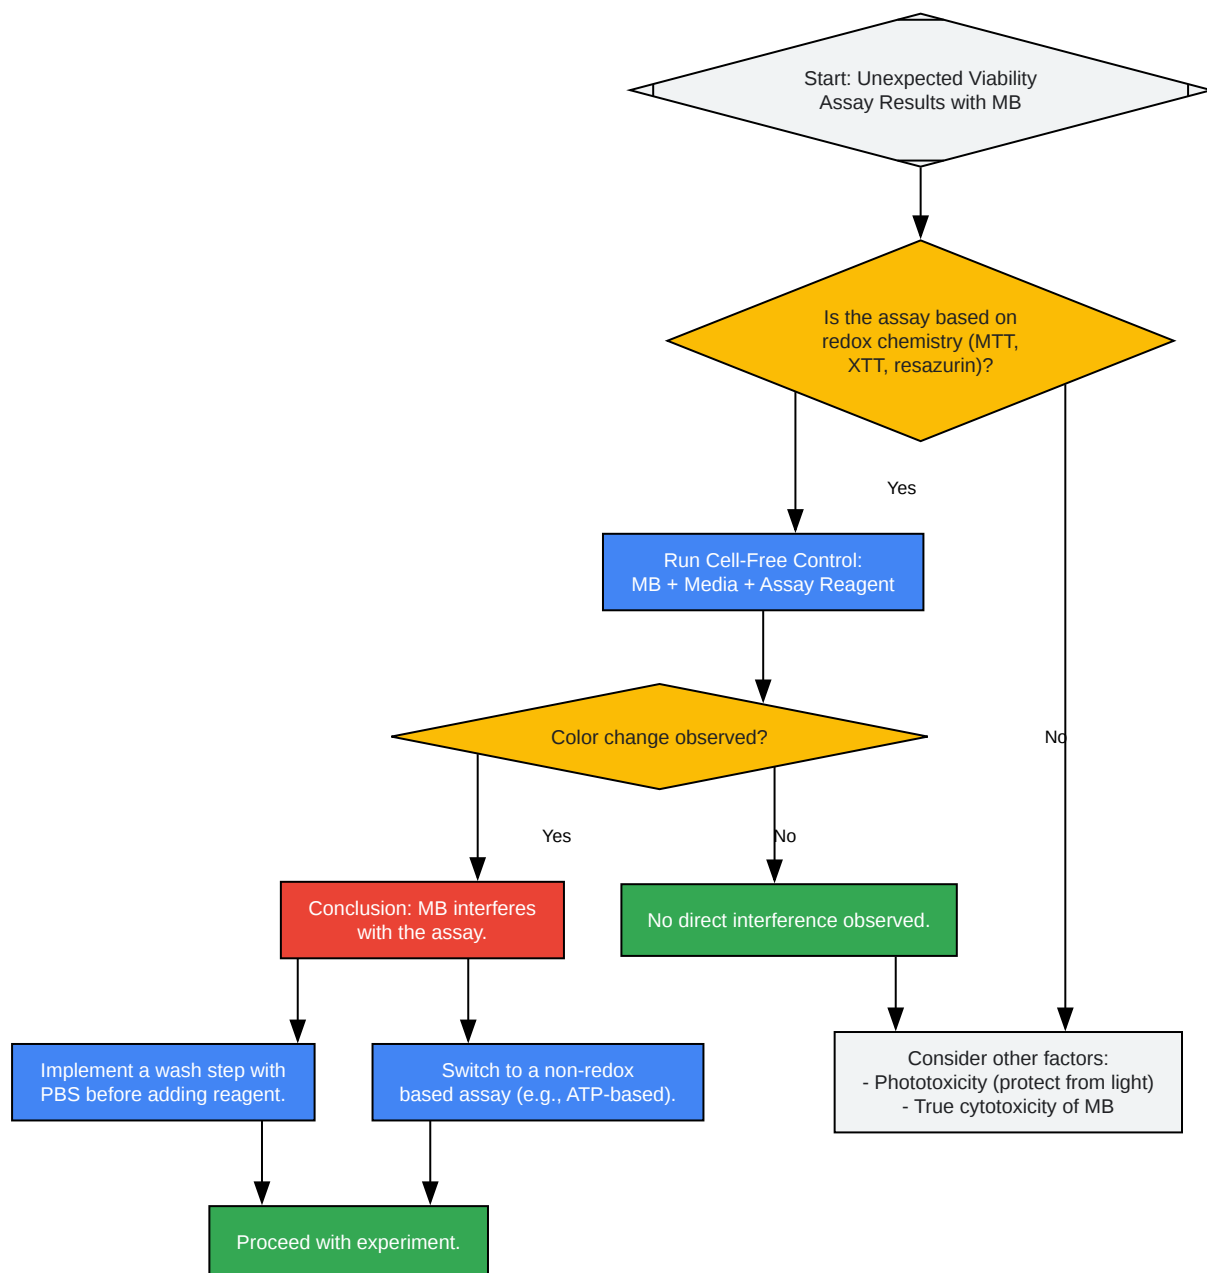 Start: Unexpected Viability
Assay Results with MB
Is the assay based on
redox chemistry (MTT,
XTT, resazurin)?
Yes
Run Cell-Free Control:
MB + Media + Assay Reagent
Color change observed?
No
Yes
No
Conclusion: MB interferes
with the assay.
No direct interference observed.
Implement a wash step with
PBS before adding reagent.
Switch to a non-redox
based assay (e.g., ATP-based).
Consider other factors:
- Phototoxicity (protect from light)
- True cytotoxicity of MB
Proceed with experiment.